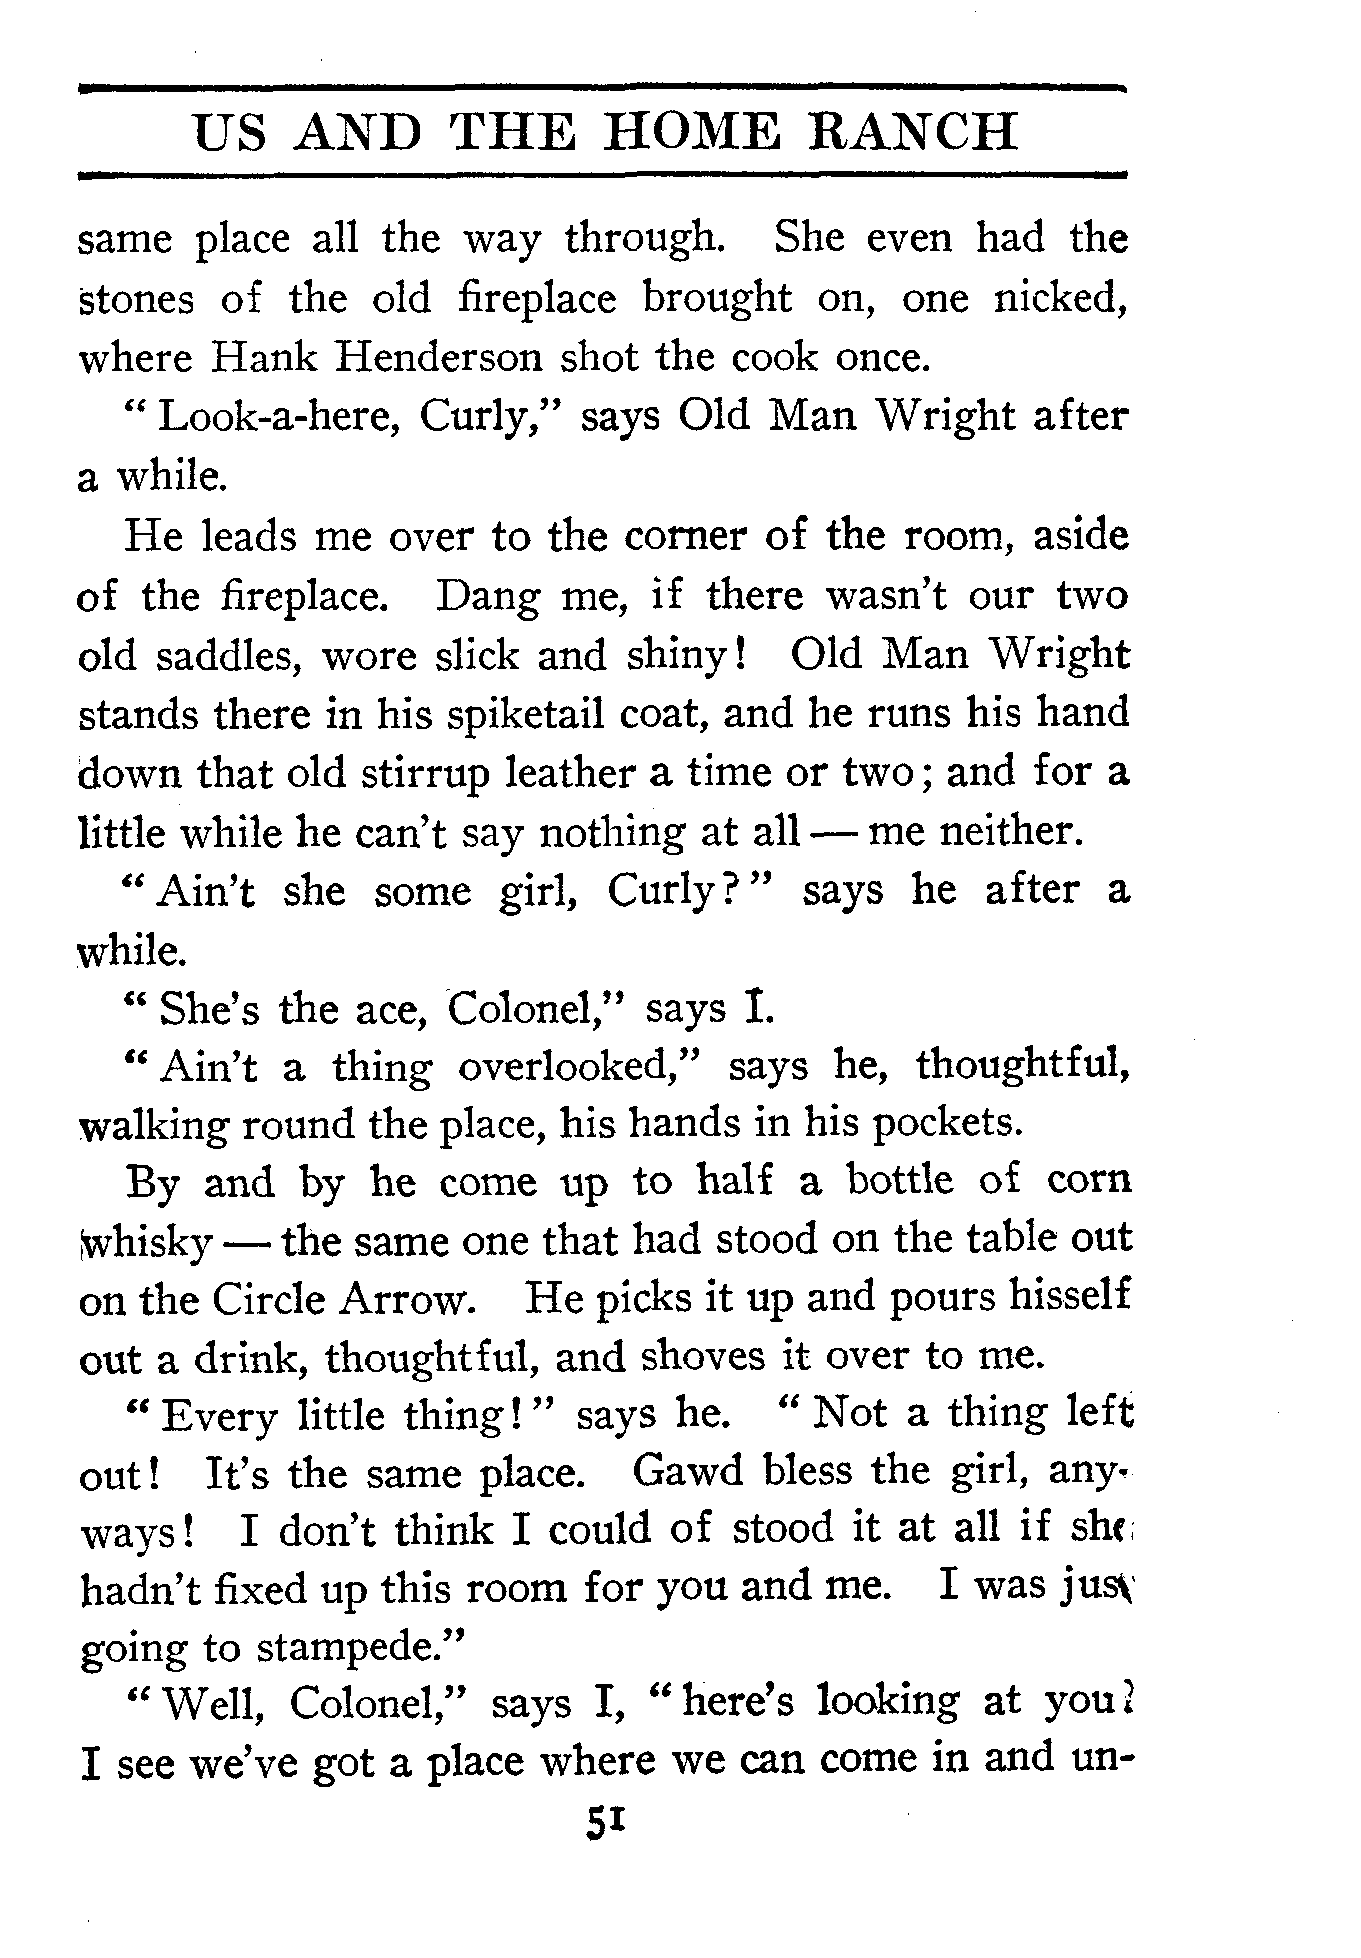 US AND THE HOME RANCH
same place all the way through. She even had the
stones of the old fireplace brought on, one nicked,
where Hank Henderson shot the cook once.
“ Look-a-here, Curly,” says Old Man Wright after
a while.
He leads me over to the corner of the room, aside
of the fireplace. Dang me, if there wasn’t our two
old saddles, wore slick and shiny! Old Man Wright
stands there in his spiketail coat, and he runs his hand
down that old stirrup leather a time or two; and for a
little while he can’t say nothing at all — me neither.
“ Ain’t she some girl, Curly? ” says he after a
while.
“ She’s the ace, Colonel,” says I.
“ Ain’t a thing overlooked,” says he, thoughtful,
walking round the place, his hands in his pockets.
By and by he come up to half a bottle of corn
whisky — the same one that had stood on the table out
on the Circle Arrow. He picks it up and pours hisself
out a drink, thoughtful, and shoves it over to me.
“ Every little thing! ” says he. “ Not a thing left
out! It’s the same place. Gawd bless the girl, any-
ways! I don’t think I could of stood it at all if she
hadn’t fixed up this room for you and me. I was just
going to stampede.”
“ Well, Colonel,” says I, “ here’s looking at you!
I see we’ve got a place where we can come in and un-
51